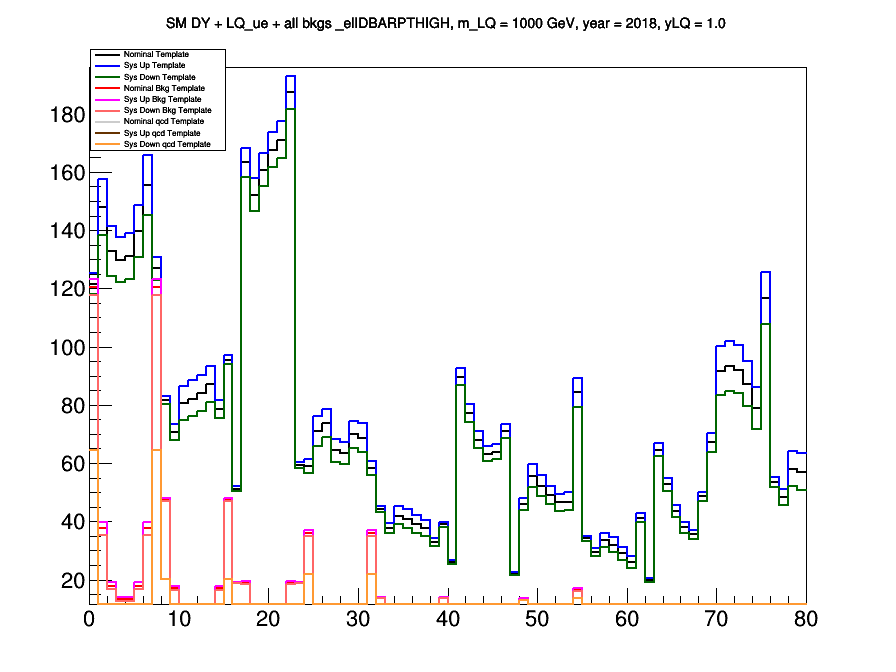 SM DY + LQ_ue + all bkgs _elIDBARPTHIGH, m_LQ = 1000 GeV, year = 2018, yLQ = 1.0
Nominal Template
Sys Up Template
Sys Down Template
Nominal Bkg Template
Sys Up Bkg Template
Sys Down Bkg Template
Nominal qcd Template
Sys Up qcd Template
Sys Down qcd Template
180
160
140
120
100
80
60
40
20
0 10 20 30 40 50 60 70 80